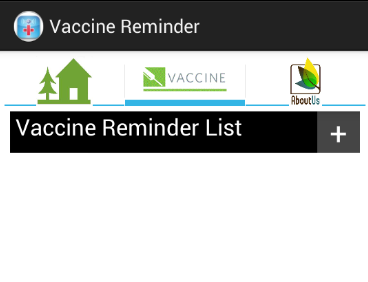 Vaccine Reminder
VACCINE
AboutUs
Vaccine Reminder List
+